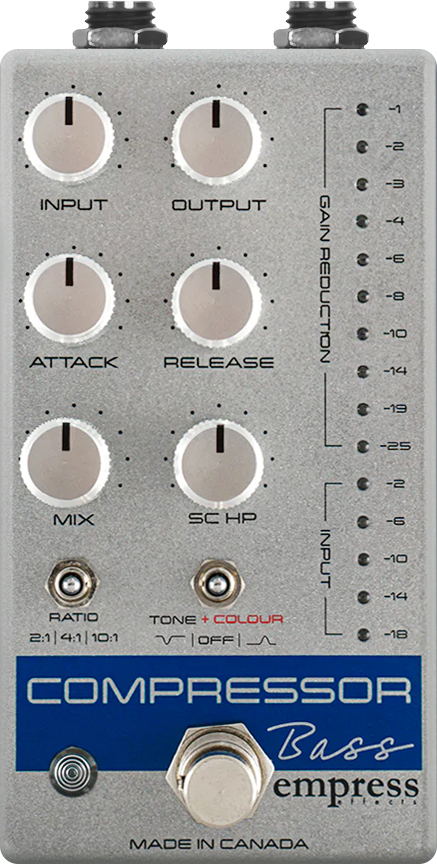 INPUT
OUTPUT
ATTACK
RELEASE
MIX
SC HP
RATIO
2:1|4:1|10:1
TONE + COLOUR
|OFF|
GAIN REDUCTION
-1
-2
-3
-4
-6
-8
-10
-14
-19
-25
INPUT
-2
-6
-10
-14
-18
COMPRESSOR
Bass
empress
effects
MADE IN CANADA